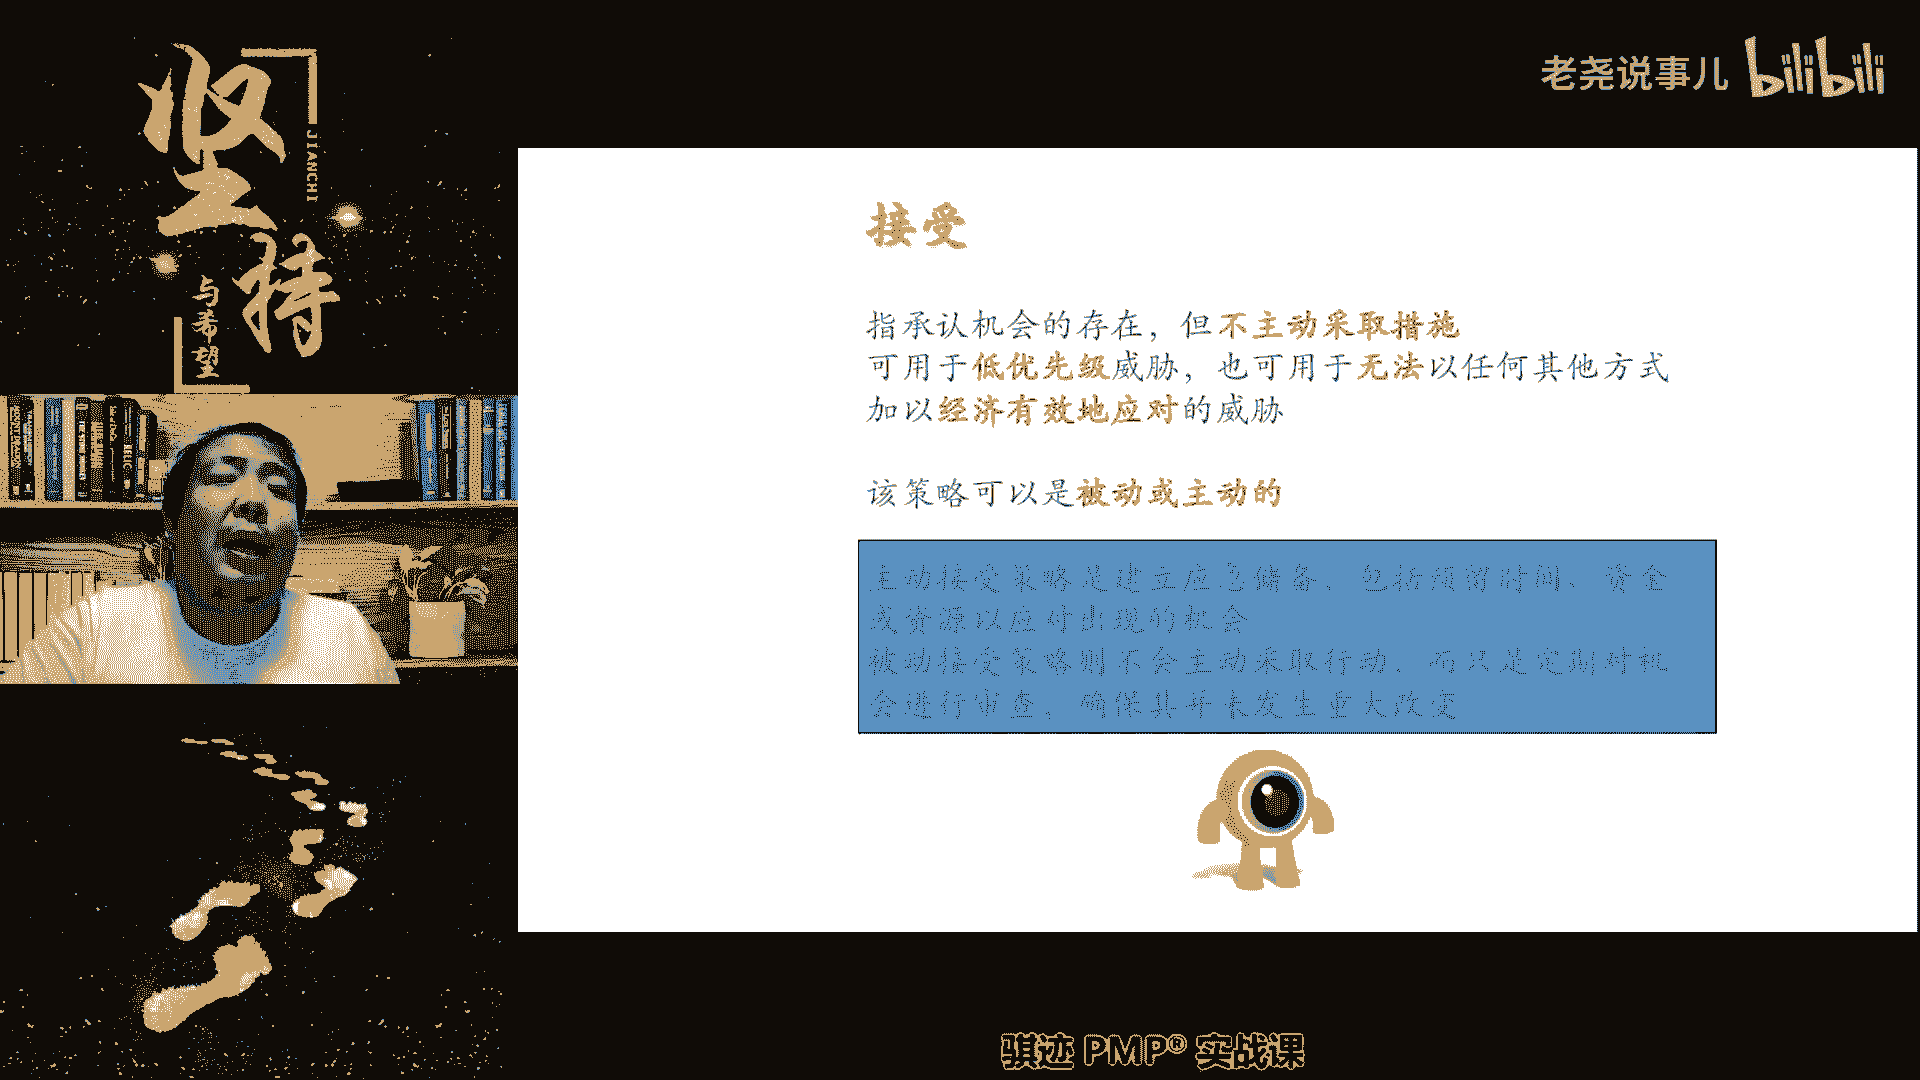 坚持
JIANCHI
与希望
老尧说事儿 bilibili
接受
指承认机会的存在，但不主动采取措施
可用于低优先级威胁，也可用于无法以任何其他方式
加以经济有效地应对的威胁
该策略可以是被动或主动的
主动接受策略是建立应急储备，包括预留时间、资金
或资源以应对出现的机会
被动接受策略则不会主动采取行动，而只是定期对机
会进行审查，确保其并未发生重大改变
骐迹 PMP® 实战课